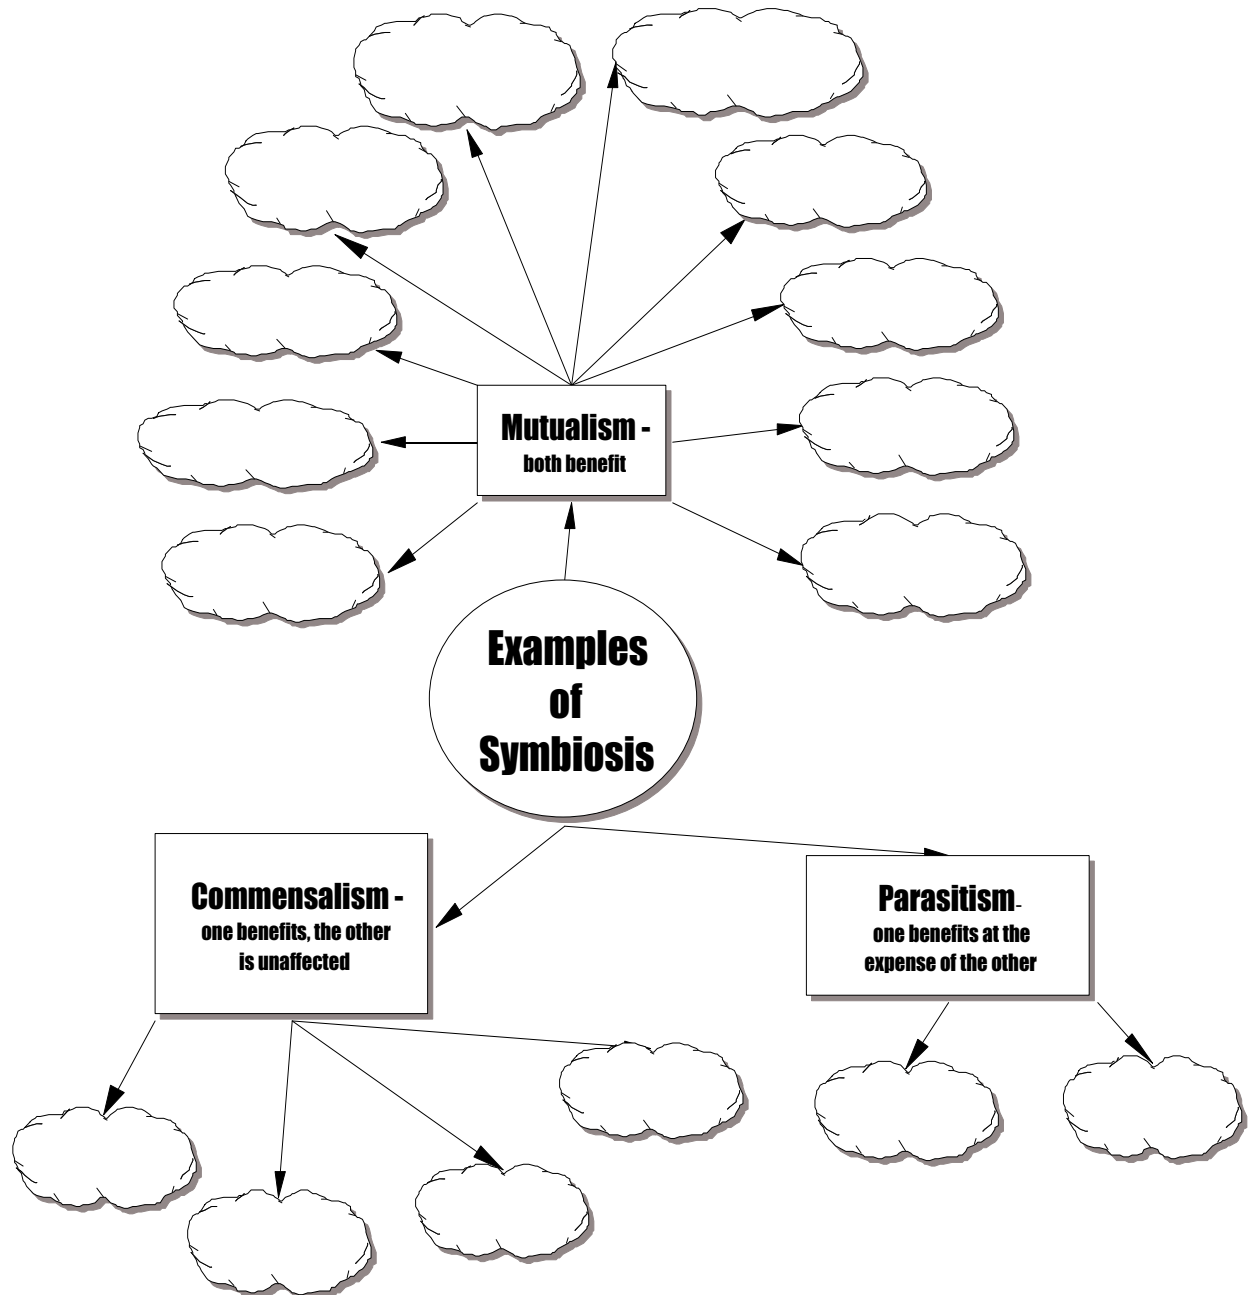 Mutualism -
both benefit
Examples
of
Symbiosis
Commensalism -
one benefits, the other
is unaffected
Parasitism-
one benefits at the
expense of the other